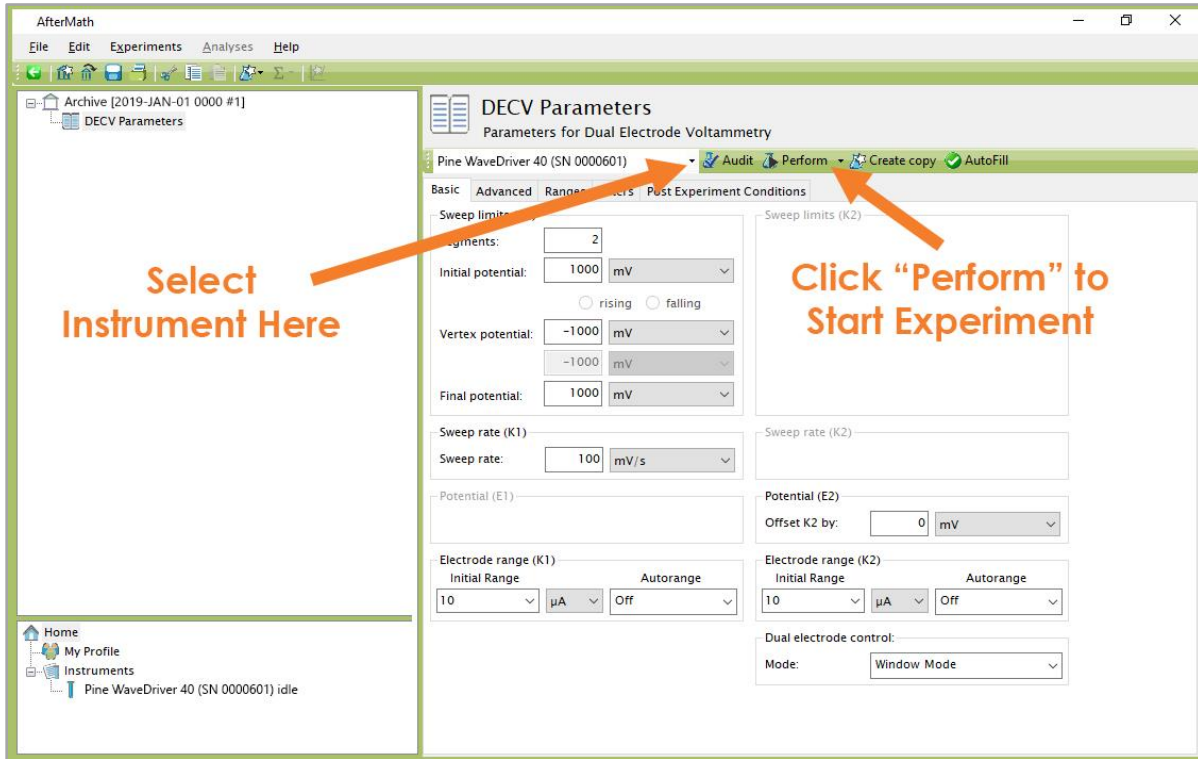 AfterMath
File Edit Experiments Analyses Help
Archive [2019-JAN-01 0000 #1]
DECV Parameters
DECV Parameters
Parameters for Dual Electrode Voltammetry
Pine WaveDriver 40 (SN 0000601) Audit Perform Create copy AutoFill
Basic Advanced Post Experiment Conditions
Sweep limits Sweep limits (K2)
2
Initial potential: 1000 mV
rising falling
Vertex potential: -1000 mV
-1000 mV
Final potential: 1000 mV
Select
Instrument Here
Click “Perform” to
Start Experiment
Sweep rate (K1) Sweep rate (K2)
Sweep rate: 100 mV/s
Potential (E1) Potential (E2)
Offset K2 by: 0 mV
Electrode range (K1) Electrode range (K2)
Initial Range Autorange Initial Range Autorange
10 µA Off 10 µA Off
Dual electrode control:
Mode: Window Mode
Home
My Profile
Instruments
Pine WaveDriver 40 (SN 0000601) idle